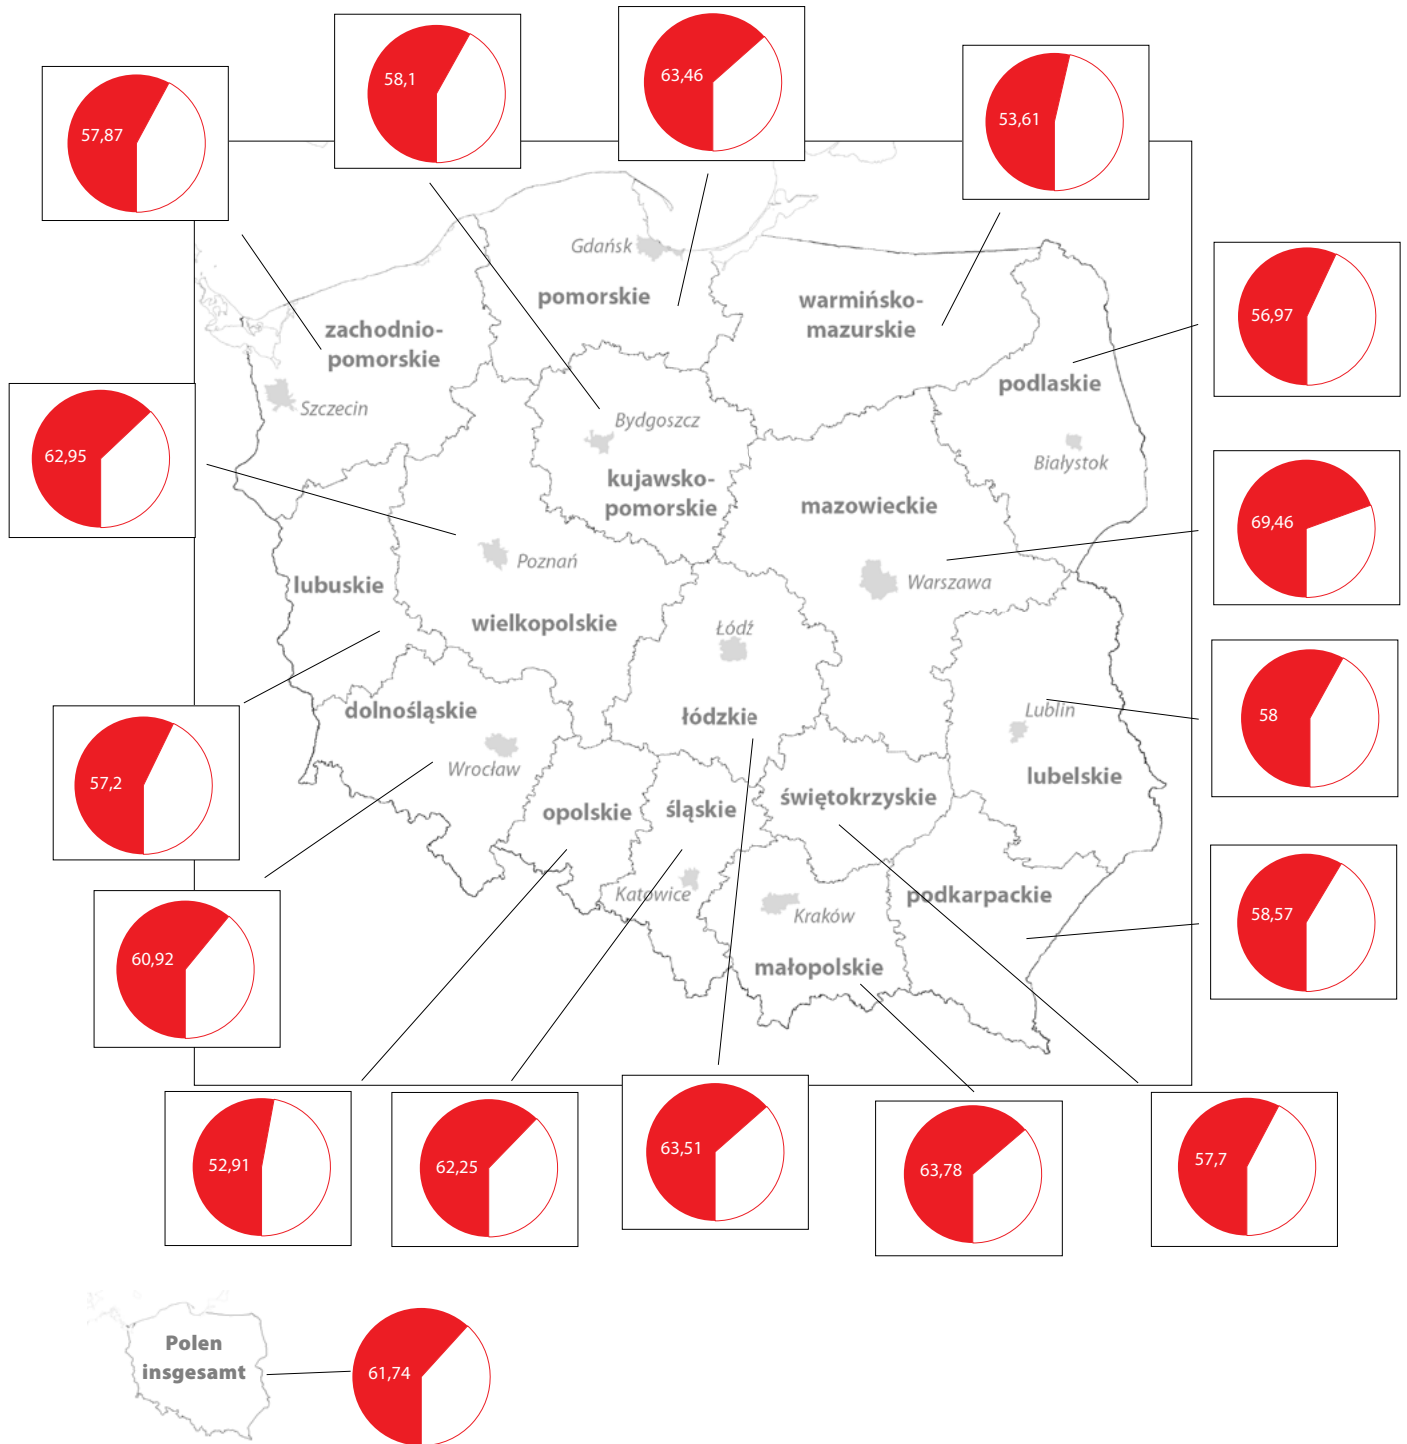 58,1
63,46
53,61
57,87
Gdańsk
pomorskie
warmińsko-
mazurskie
56,97
zachodnio-
pomorskie
podlaskie
Szczecin
Bydgoszcz
62,95
Białystok
kujawsko-
pomorskie
mazowieckie
69,46
Poznań
Warszawa
lubuskie
wielkopolskie
Łódź
58
dolnośląskie
łódzkie
Lublin
Wrocław
57,2
lubelskie
opolskie
śląskie
świętokrzyskie
Katowice
podkarpackie
Kraków
58,57
60,92
małopolskie
52,91
62,25
63,51
63,78
57,7
Polen
insgesamt
61,74